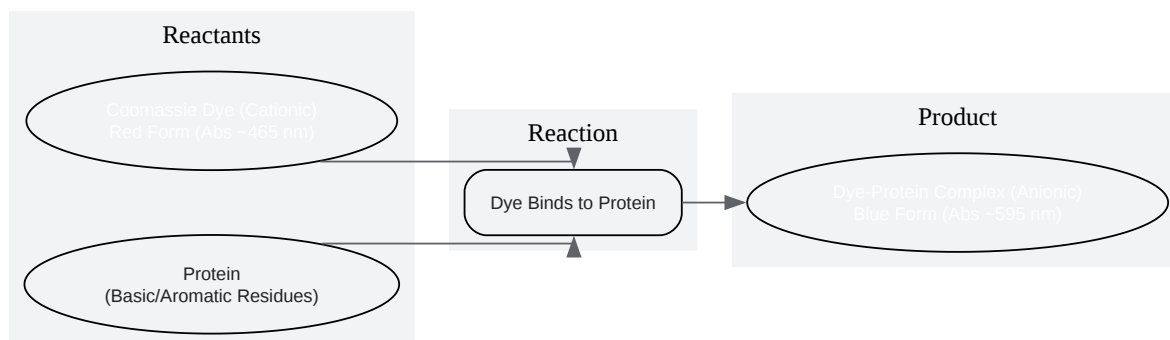 Reactants
Coomassie Dye (Cationic)
Red Form (Abs ~465 nm)
Protein
(Basic/Aromatic Residues)
Reaction
Dye Binds to Protein
Product
Dye-Protein Complex (Anionic)
Blue Form (Abs ~595 nm)